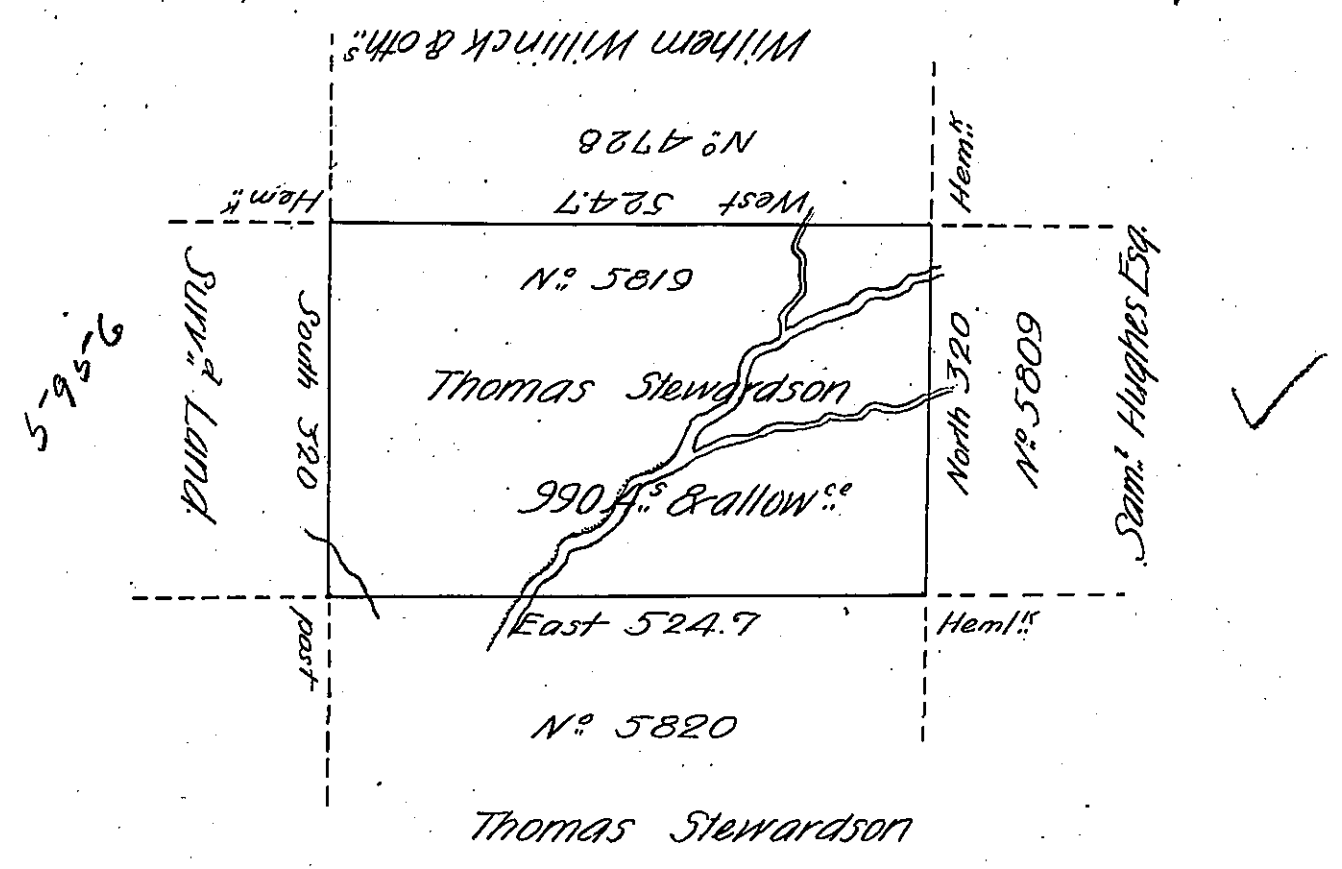 Wilhem Willinck & oth.s
No. 4728
West 524.7
Hem.k
Hem.k
No. 5819
Surv.d Land
South 320
Thomas Stewardson
North 320
No. 5809
Sam.l Hughes Esq.
5-95-6
990 A.s & allow.ce
post
East 524.7
Heml.k
No. 5820
Thomas Stewardson